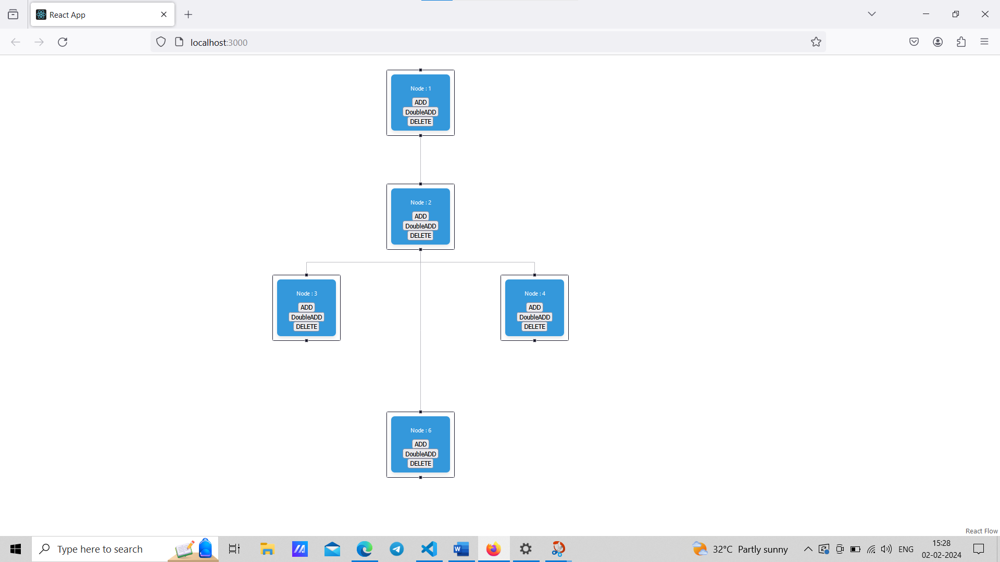 React App
localhost:3000
Node : 1
ADD
DoubleADD
DELETE
Node : 2
ADD
DoubleADD
DELETE
Node : 3
ADD
DoubleADD
DELETE
Node : 4
ADD
DoubleADD
DELETE
Node : 6
ADD
DoubleADD
DELETE
React Flow
Type here to search
32°C Partly sunny
ENG
15:28
02-02-2024